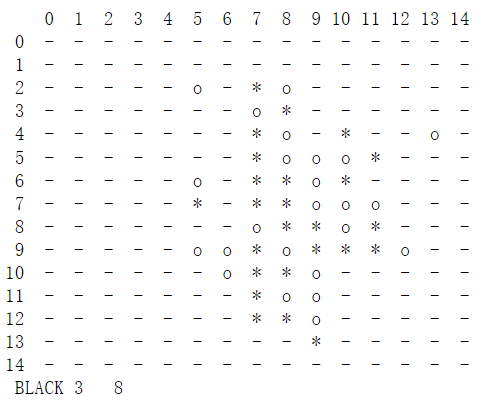 0 1 2 3 4 5 6 7 8 9 10 11 12 13 14
0 - - - - - - - - - - - - - - -
1 - - - - - - - - - - - - - - -
2 - - - - - o - * o - - - - - -
3 - - - - - - - o * - - - - - -
4 - - - - - - - * o - * - - o -
5 - - - - - - - * o o o * - - -
6 - - - - - o - * * o * - - - -
7 - - - - - * - * * o o o - - -
8 - - - - - - - o * * o * - - -
9 - - - - - o o * o * * * o - -
10 - - - - - - o * * o - - - - -
11 - - - - - - - * o o - - - - -
12 - - - - - - - * * o - - - - -
13 - - - - - - - - - * - - - - -
14 - - - - - - - - - - - - - - -
BLACK 3 8